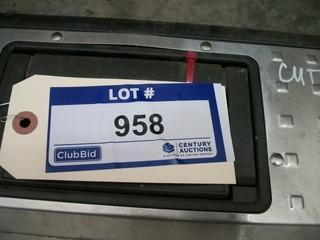 LOT #
958
ClubBid
CENTURY
AUCTIONS
CUT